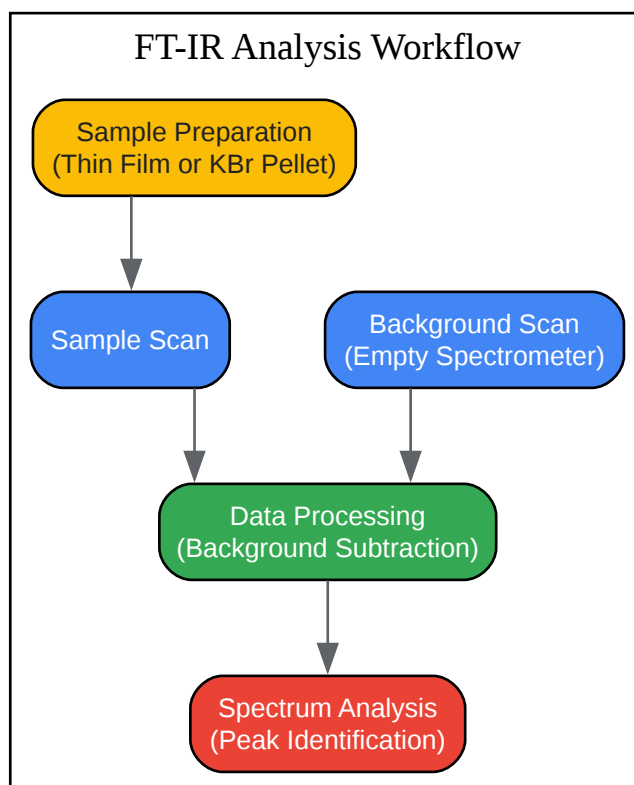 FT-IR Analysis Workflow
Sample Preparation
(Thin Film or KBr Pellet)
Sample Scan
Background Scan
(Empty Spectrometer)
Data Processing
(Background Subtraction)
Spectrum Analysis
(Peak Identification)